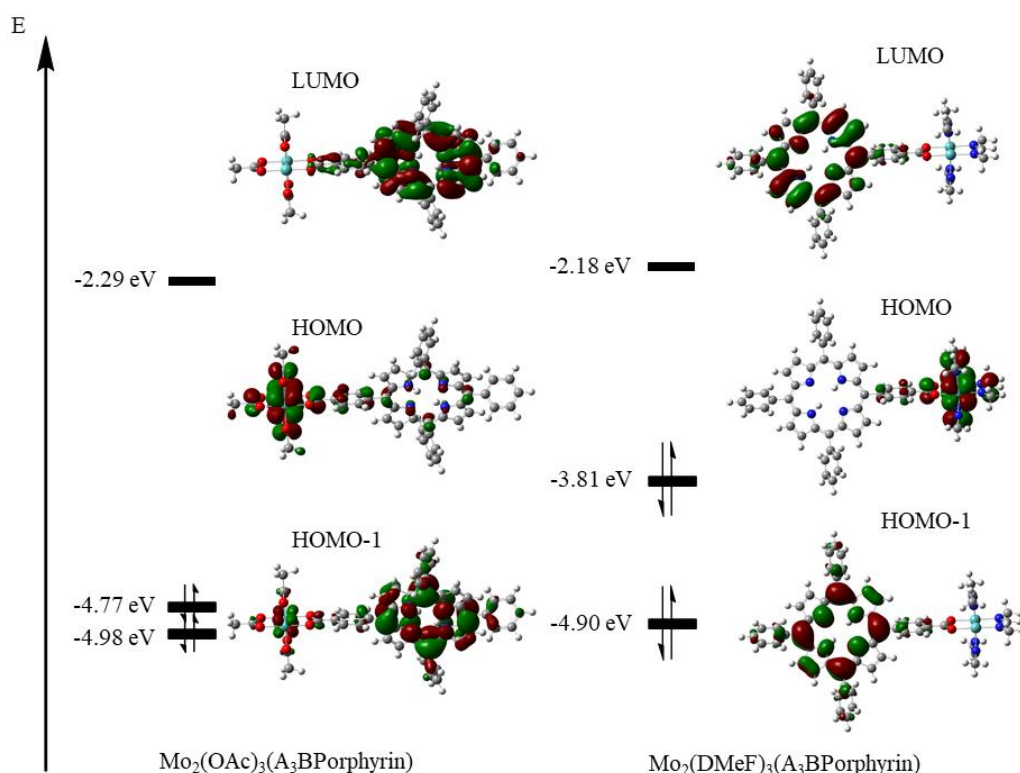 E
LUMO
LUMO
-2.29 eV
-2.18 eV
HOMO
HOMO
-3.81 eV
HOMO-1
HOMO-1
-4.77 eV
-4.98 eV
-4.90 eV
Mo₂(OAc)₃(A₃BPorphyrin)
Mo₂(DMeF)₃(A₃BPorphyrin)